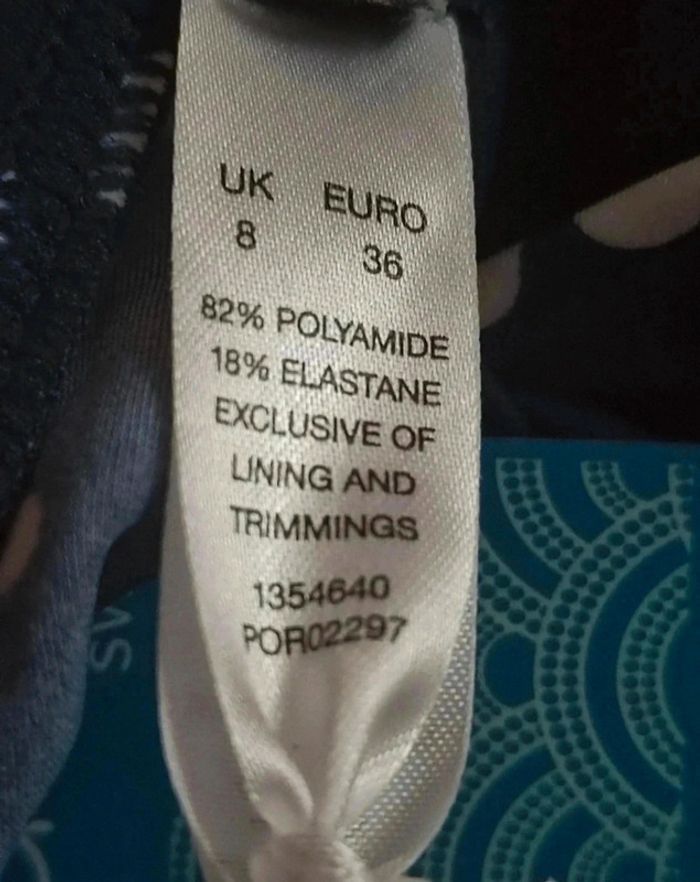 UK EURO
8 36
82% POLYAMIDE
18% ELASTANE
EXCLUSIVE OF
LINING AND
TRIMMINGS
1354640
POR02297